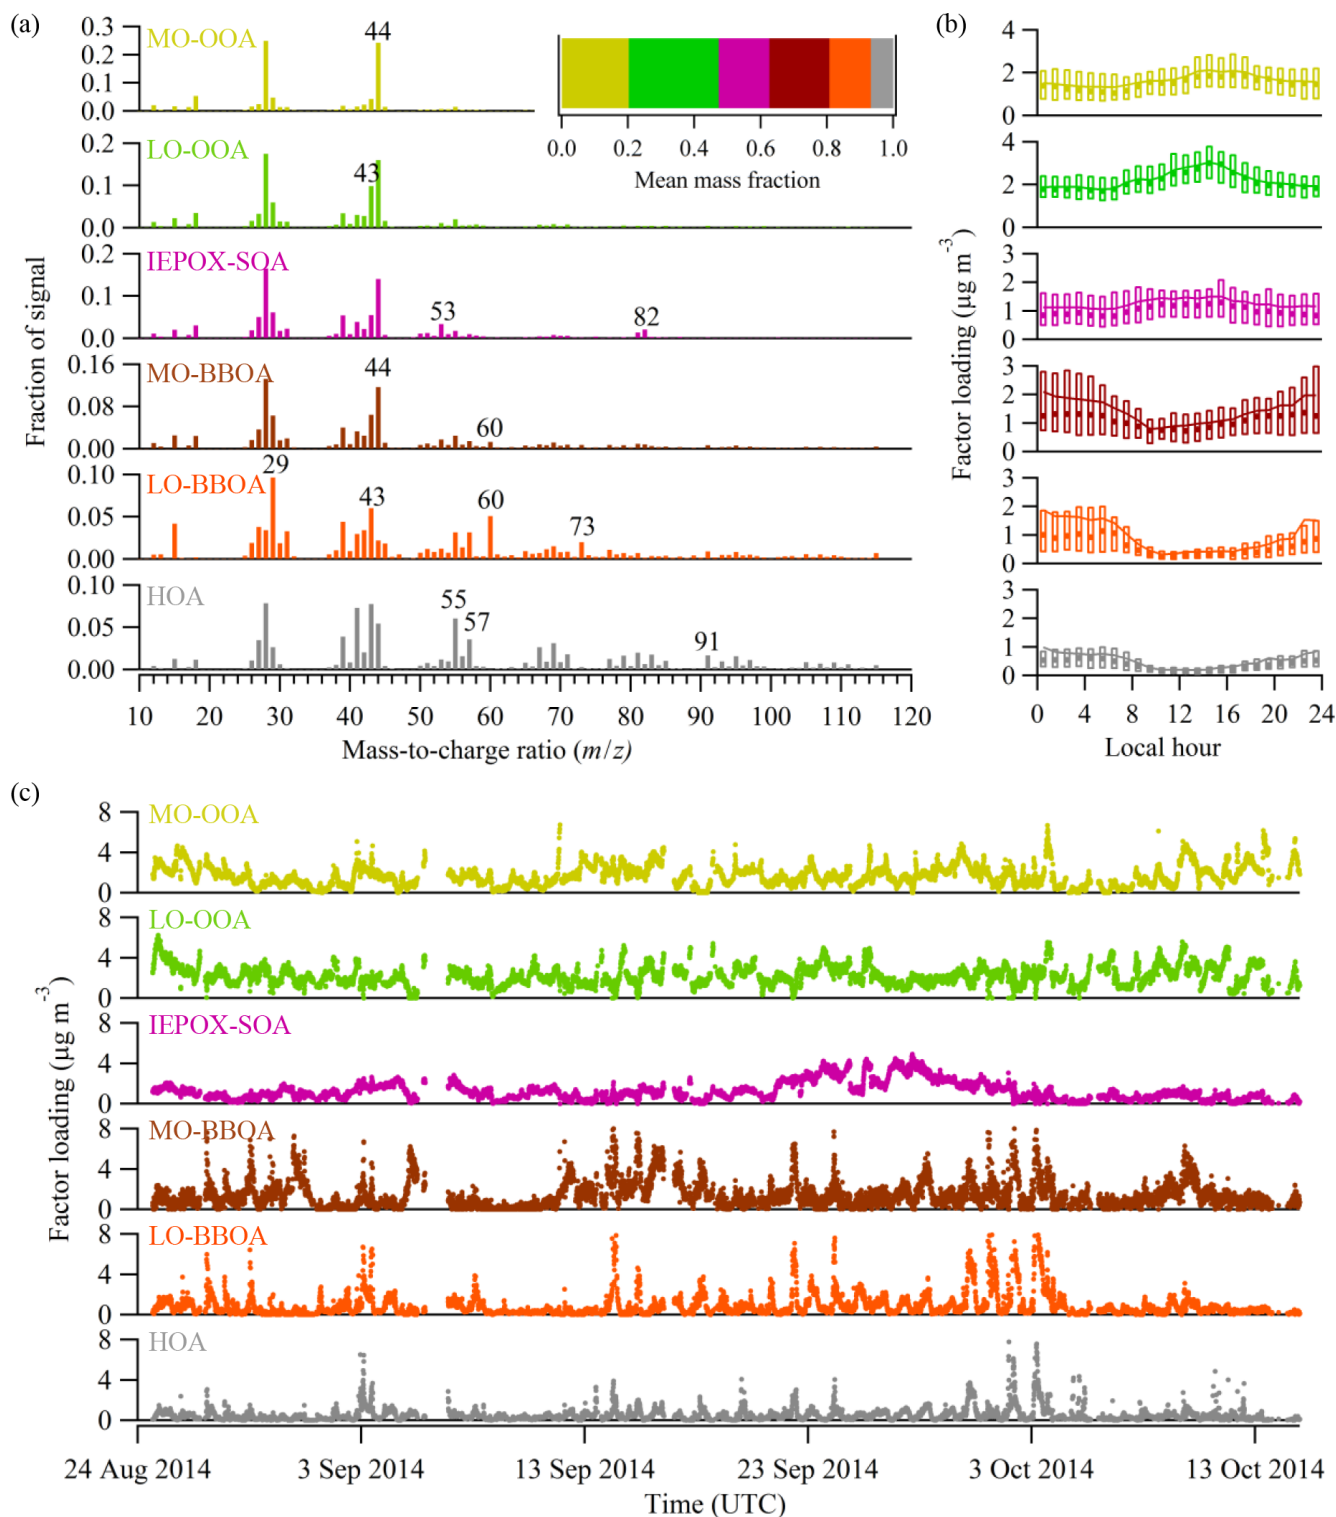 (a)
0.3
0.2
0.1
0.0
MO-OOA
44
0.0 0.2 0.4 0.6 0.8 1.0
Mean mass fraction
0.2
0.1
0.0
LO-OOA
43
0.2
0.1
0.0
IEPOX-SOA
53
82
0.16
0.08
0.00
MO-BBOA
44
60
0.10
0.05
0.00
LO-BBOA
29
43
60
73
0.10
0.05
0.00
HOA
55
57
91
Fraction of signal
10 20 30 40 50 60 70 80 90 100 110 120
Mass-to-charge ratio (m/z)
(b)
4
2
0
4
2
0
3
2
1
0
3
2
1
0
3
2
1
0
3
2
1
0
Factor loading (µg m-3)
0 4 8 12 16 20 24
Local hour
(c)
8
4
0
MO-OOA
8
4
0
LO-OOA
8
4
0
IEPOX-SOA
8
4
0
MO-BBOA
8
4
0
LO-BBOA
8
4
0
HOA
Factor loading (µg m-3)
24 Aug 2014 3 Sep 2014 13 Sep 2014 23 Sep 2014 3 Oct 2014 13 Oct 2014
Time (UTC)